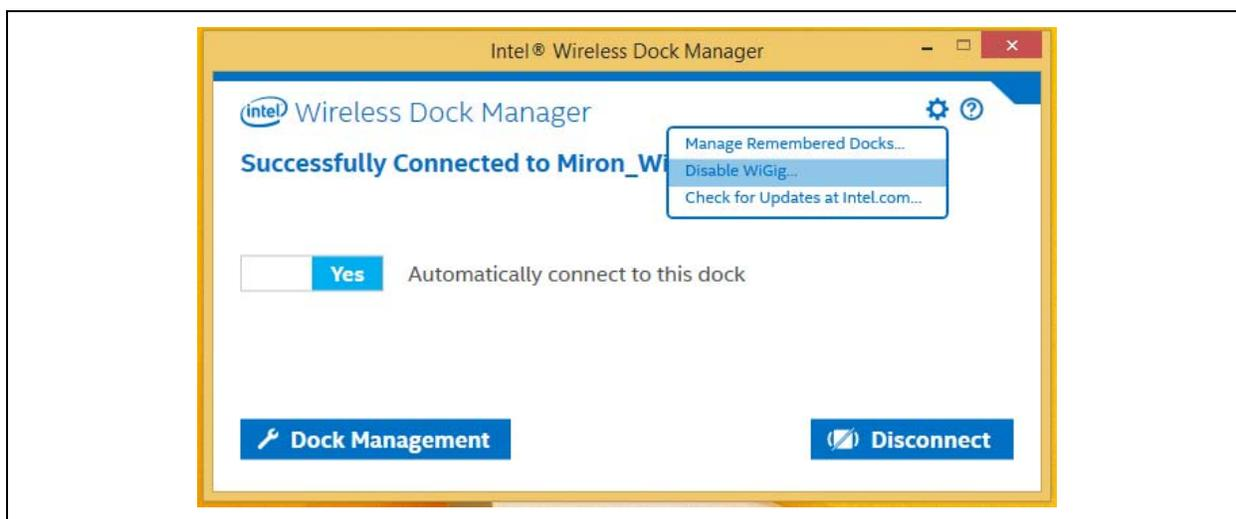 Intel® Wireless Dock Manager
intel Wireless Dock Manager
Successfully Connected to Miron_Wi
Manage Remembered Docks...
Disable WiGig...
Check for Updates at Intel.com...
Yes Automatically connect to this dock
Dock Management
Disconnect